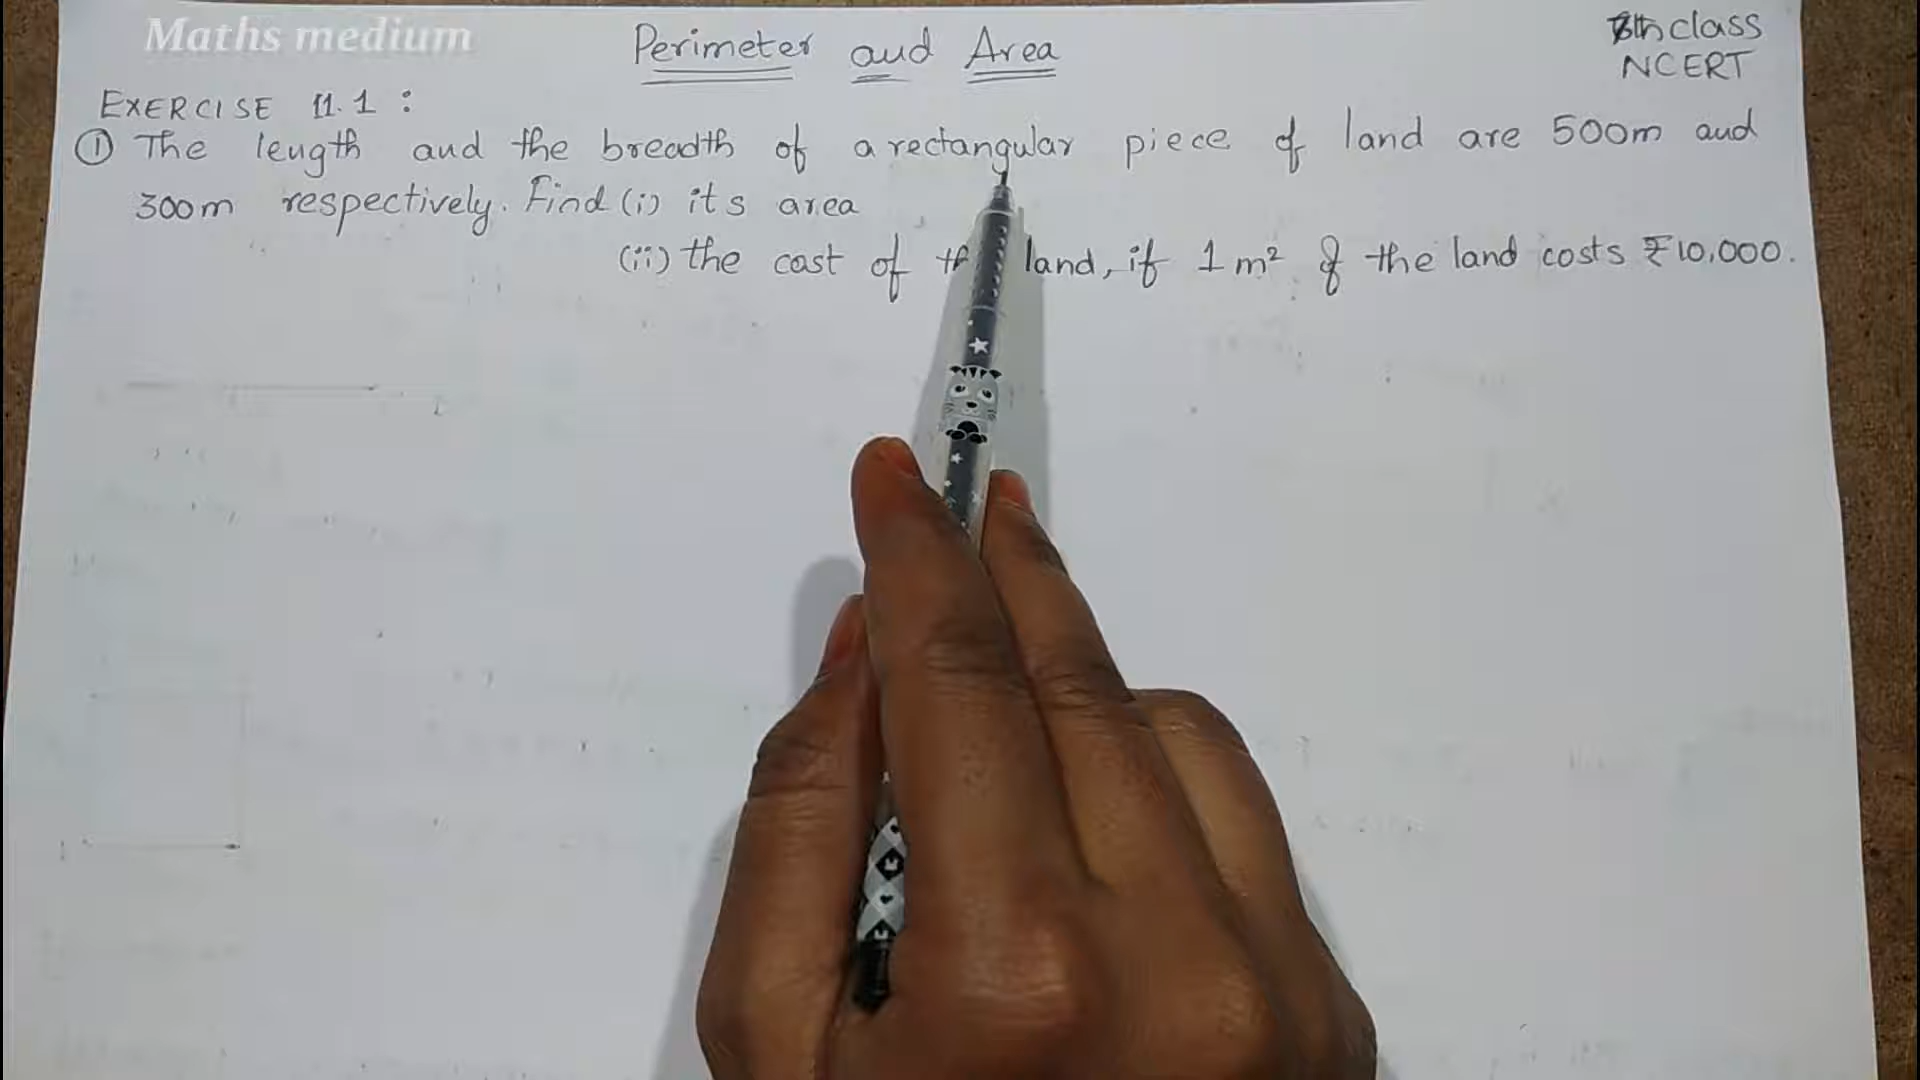 Maths medium
Perimeter and Area
7th class
NCERT
EXERCISE 11.1 :
① The length and the breadth of a rectangular piece of land are 500m and
300m respectively. Find (i) its area
(ii) the cost of land, if 1 m² of the land costs ₹10,000.